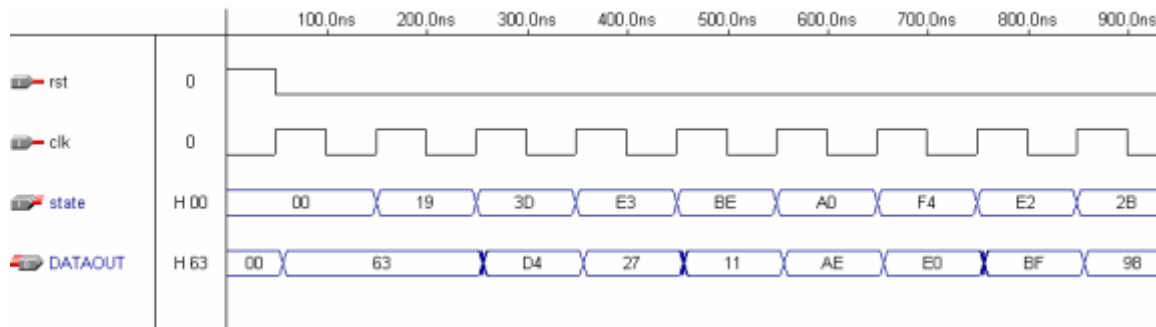 100.0ns 200.0ns 300.0ns 400.0ns 500.0ns 600.0ns 700.0ns 800.0ns 900.0ns
rst 0
clk 0
state H 00 00 19 3D E3 BE A0 F4 E2 2B
DATAOUT H 63 00 63 D4 27 11 AE E0 BF 98